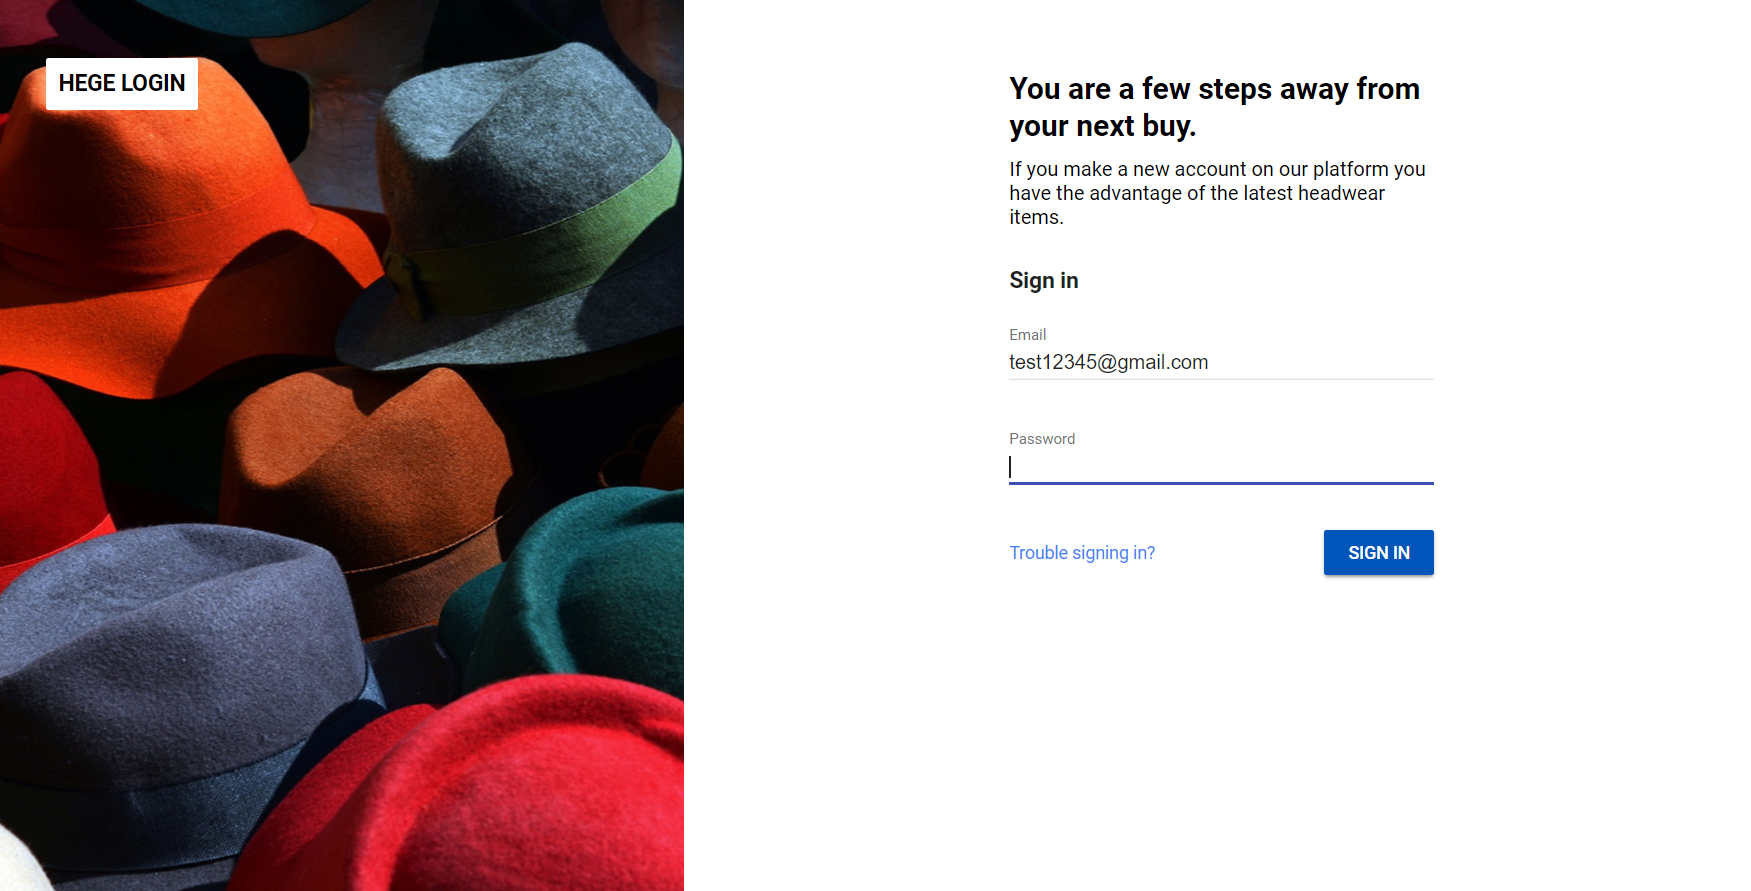 HEGE LOGIN
You are a few steps away from
your next buy.
If you make a new account on our platform you
have the advantage of the latest headwear
items.
Sign in
Email
test12345@gmail.com
Password
Trouble signing in?
SIGN IN